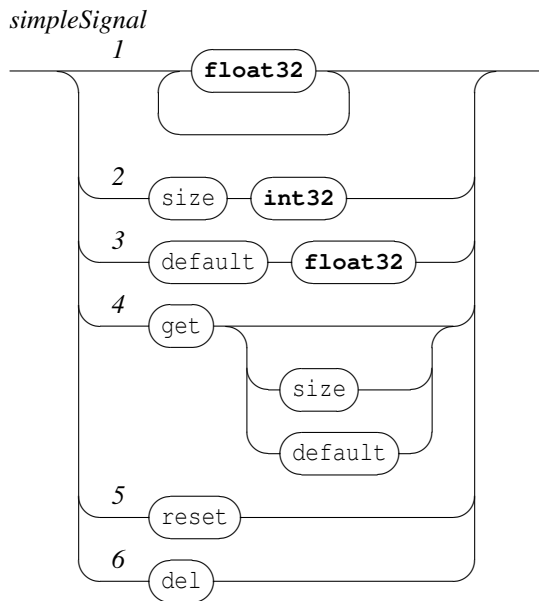 simpleSignal
1
float32
2
size int32
3
default float32
4
get
size
default
5
reset
6
del